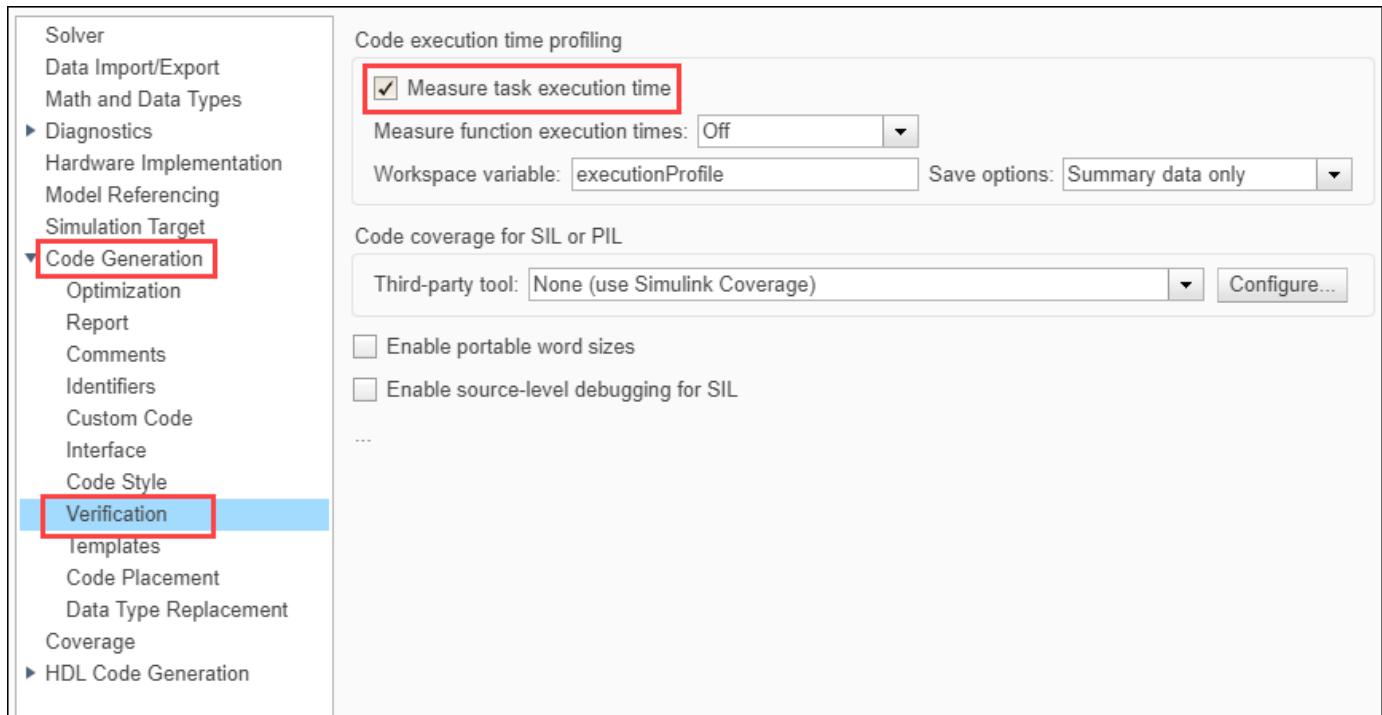 Solver
Data Import/Export
Math and Data Types
Diagnostics
Hardware Implementation
Model Referencing
Simulation Target
Code Generation
Optimization
Report
Comments
Identifiers
Custom Code
Interface
Code Style
Verification
Templates
Code Placement
Data Type Replacement
Coverage
HDL Code Generation
Code execution time profiling
Measure task execution time
Measure function execution times: Off
Workspace variable: executionProfile Save options: Summary data only
Code coverage for SIL or PIL
Third-party tool: None (use Simulink Coverage) Configure...
Enable portable word sizes
Enable source-level debugging for SIL
...